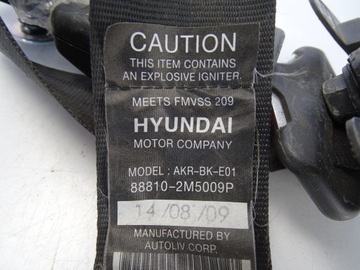 CAUTION
THIS ITEM CONTAINS
AN EXPLOSIVE IGNITER.
MEETS FMVSS 209
HYUNDAI
MOTOR COMPANY
MODEL: AKR-BK-E01
88810-2M5009P
14/08/09
MANUFACTURED BY
AUTOLIV CORP.